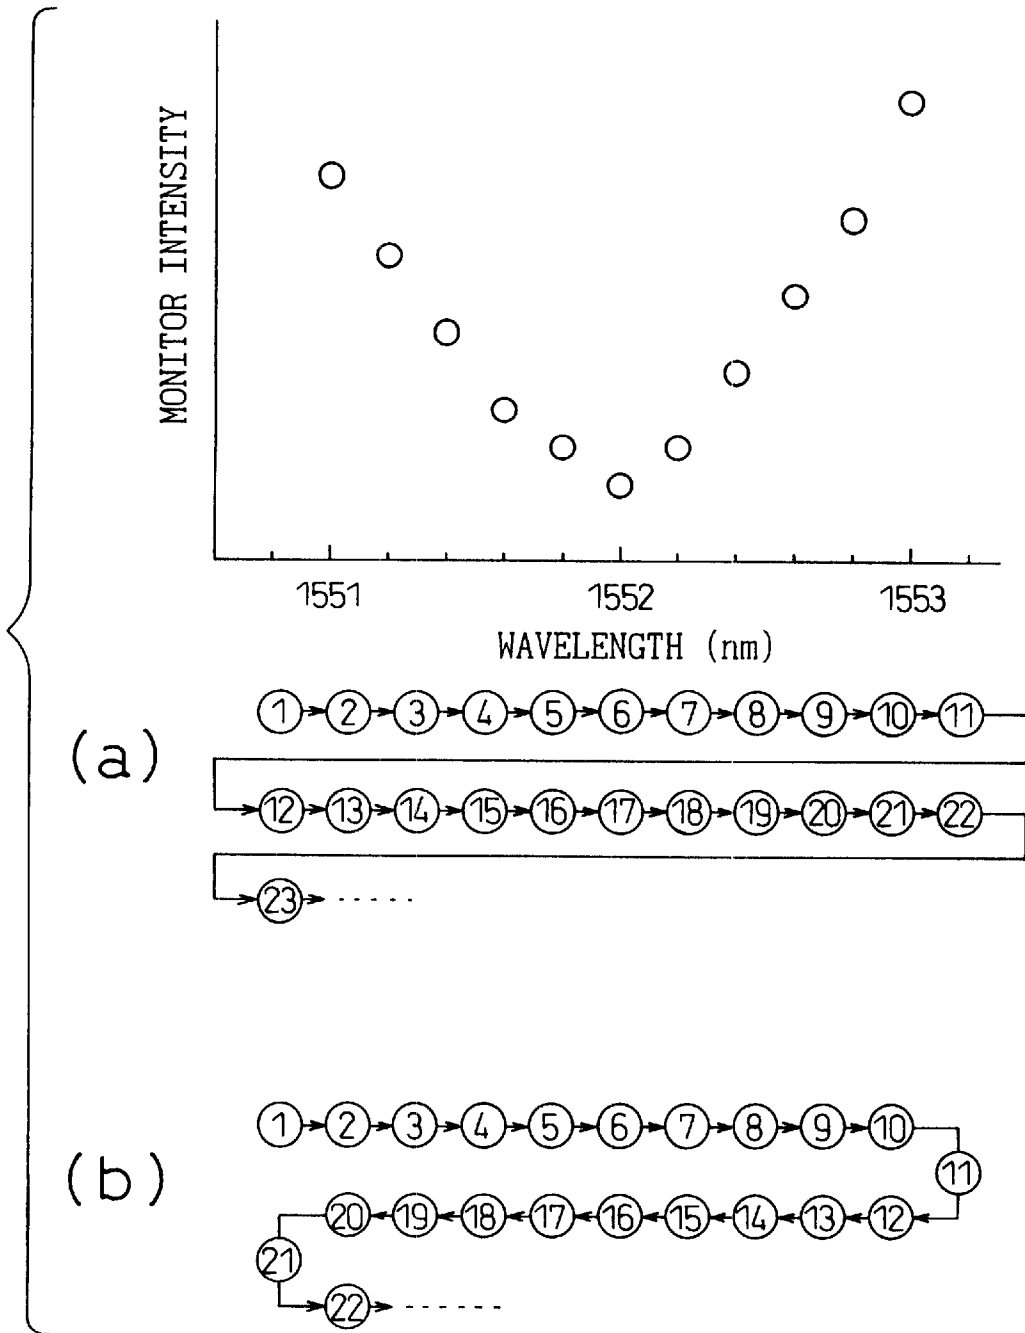 MONITOR INTENSITY
1551 1552 1553
WAVELENGTH (nm)
(a)
1 2 3 4 5 6 7 8 9 10 11
12 13 14 15 16 17 18 19 20 21 22
23
(b)
1 2 3 4 5 6 7 8 9 10
11
20 19 18 17 16 15 14 13 12
21
22